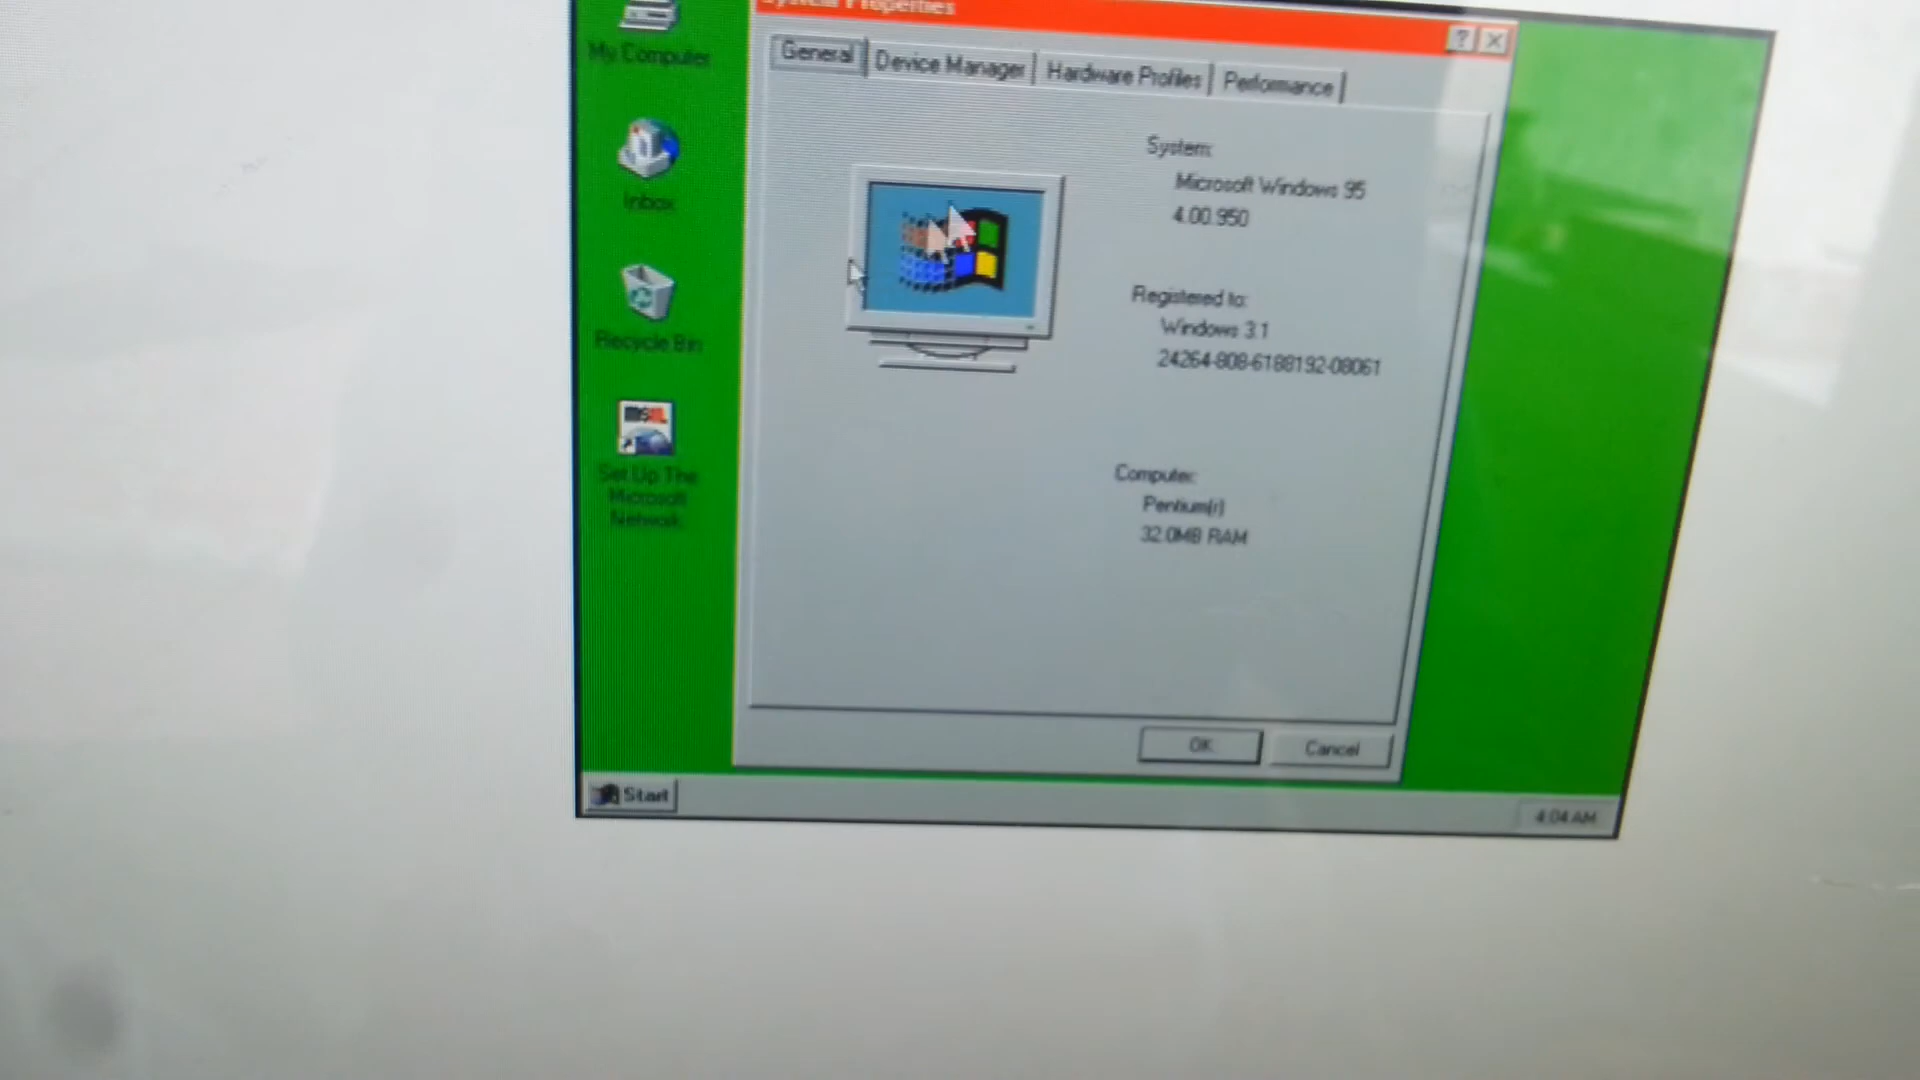 System Properties
General
Device Manager
Hardware Profiles
Performance
My Computer
Inbox
Recycle Bin
Set Up The
Microsoft
Network
System:
Microsoft Windows 95
4.00.950
Registered to:
Windows 3.1
24264-808-6188192-08061
Computer:
Pentium(r)
32.0MB RAM
OK
Cancel
Start
4:04 AM